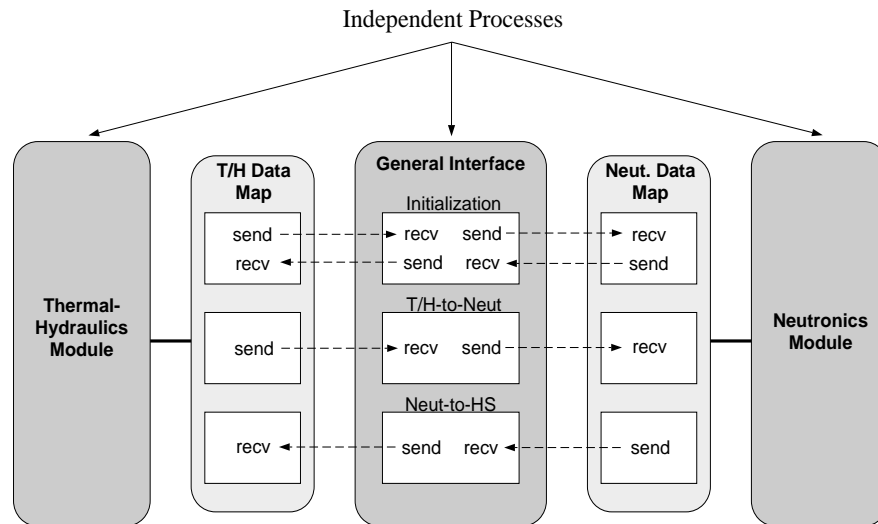 Independent Processes
Thermal-
Hydraulics
Module
T/H Data
Map
send
recv
send
recv
General Interface
Initialization
recv send
send recv
T/H-to-Neut
recv send
Neut-to-HS
send recv
Neut. Data
Map
recv
send
recv
send
Neutronics
Module